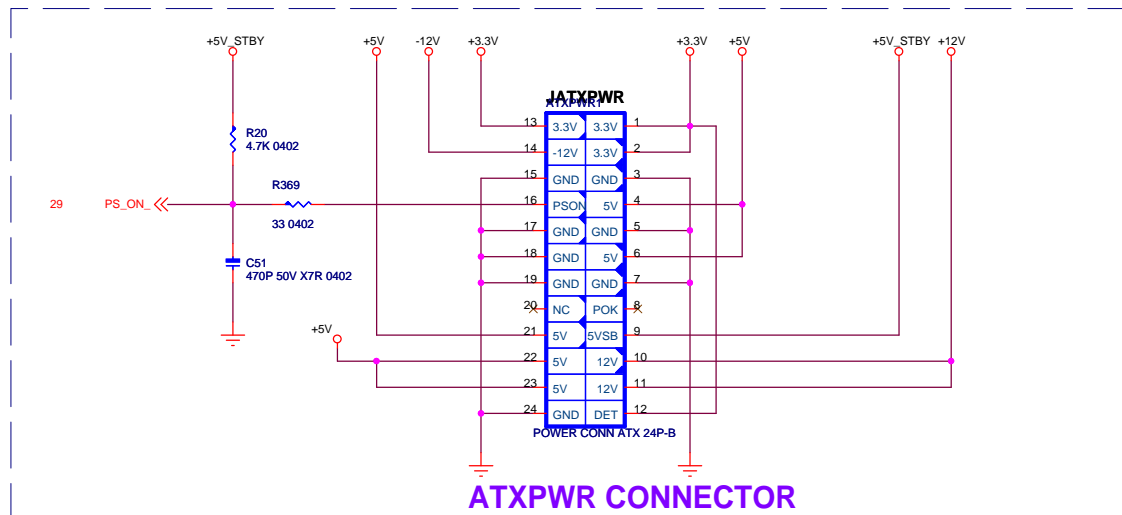 +5V_STBY +5V -12V +3.3V +3.3V +5V +5V_STBY +12V
JATXPWR
ATXPWR1
R20
4.7K 0402
13 3.3V 3.3V 1
14 -12V 3.3V 2
15 GND GND 3
R369
29 PS_ON_ 16 PSON 5V 4
33 0402
17 GND GND 5
18 GND 5V 6
C51
470P 50V X7R 0402
19 GND GND 7
20 NC POK 8
+5V
21 5V 5VSB 9
22 5V 12V 10
23 5V 12V 11
24 GND DET 12
POWER CONN ATX 24P-B
ATXPWR CONNECTOR